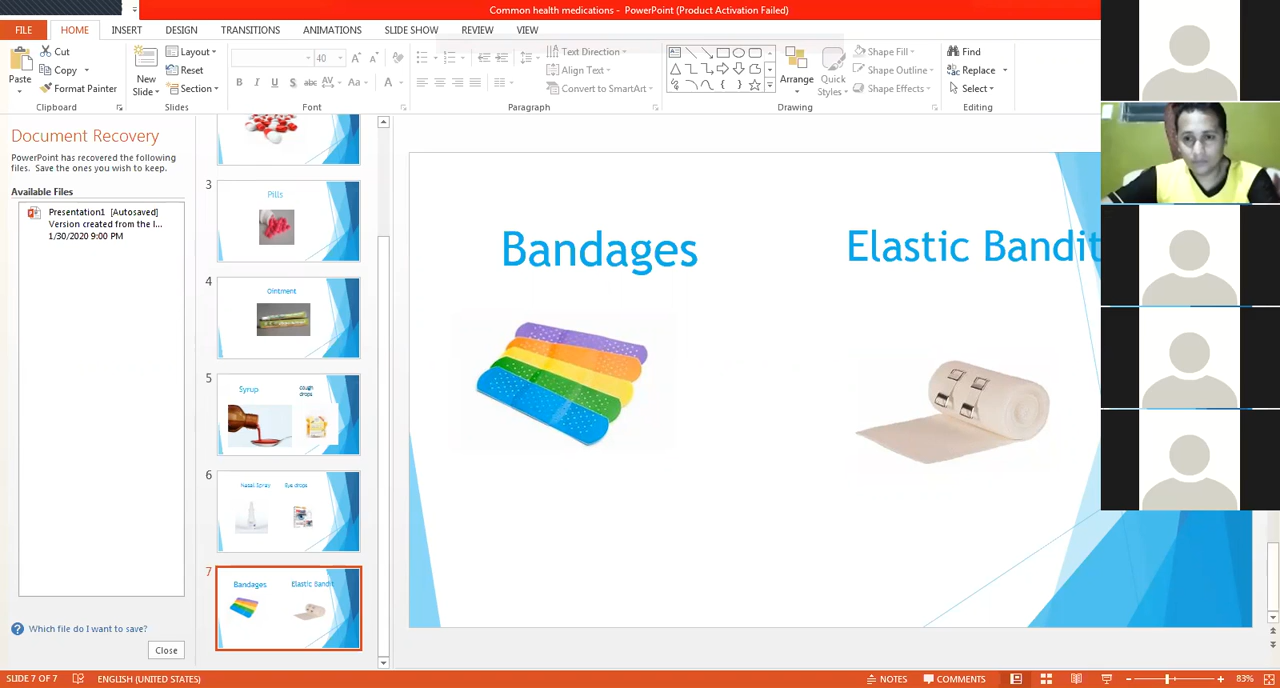 Common health medications - PowerPoint (Product Activation Failed)
FILE HOME INSERT DESIGN TRANSITIONS ANIMATIONS SLIDE SHOW REVIEW VIEW
Paste
Cut
Copy
Format Painter
Clipboard
New Slide
Layout
Reset
Section
Slides
40
B I U S abc AV Aa A
Font
Text Direction
Align Text
Convert to SmartArt
Paragraph
Arrange
Quick Styles
Shape Fill
Shape Outline
Shape Effects
Drawing
Find
Replace
Select
Editing
Document Recovery
PowerPoint has recovered the following
files. Save the ones you wish to keep.
Available Files
Presentation1 [Autosaved]
Version created from the l...
1/30/2020 9:00 PM
Which file do I want to save?
Close
3
Pills
4
Ointment
5
Syrup
cough
drops
6
Nasal Spray Eye drops
7
Bandages Elastic Bandit
Bandages
Elastic Bandit
SLIDE 7 OF 7 ENGLISH (UNITED STATES) NOTES COMMENTS 83%